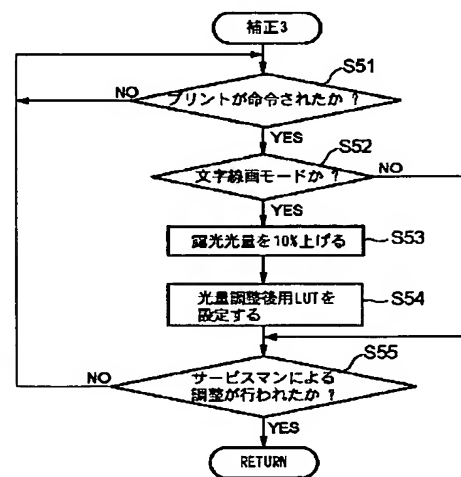 補正3
S51
NO
プリントが命令されたか ?
YES
S52
NO
文字線画モードか ?
YES
露光光量を10%上げる
S53
光量調整後用LUTを
設定する
S54
S55
NO
サービスマンによる
調整が行われたか ?
YES
RETURN